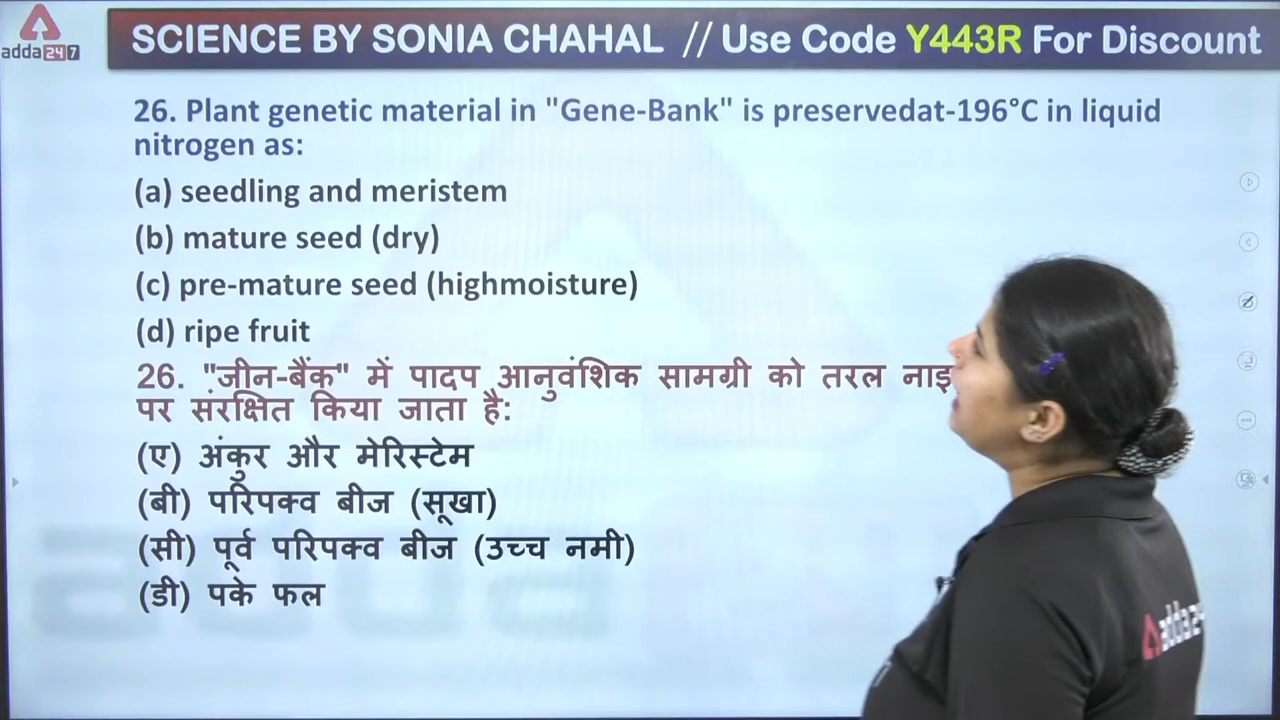 adda247
SCIENCE BY SONIA CHAHAL // Use Code Y443R For Discount
26. Plant genetic material in "Gene-Bank" is preservedat-196°C in liquid
nitrogen as:
(a) seedling and meristem
(b) mature seed (dry)
(c) pre-mature seed (highmoisture)
(d) ripe fruit
26. "जीन-बैंक" में पादप आनुवंशिक सामग्री को तरल
पर संरक्षित किया जाता है:
(ए) अंकुर और मेरिस्टेम
(बी) परिपक्व बीज (सूखा)
(सी) पूर्व परिपक्व बीज (उच्च नमी)
(डी) पके फल